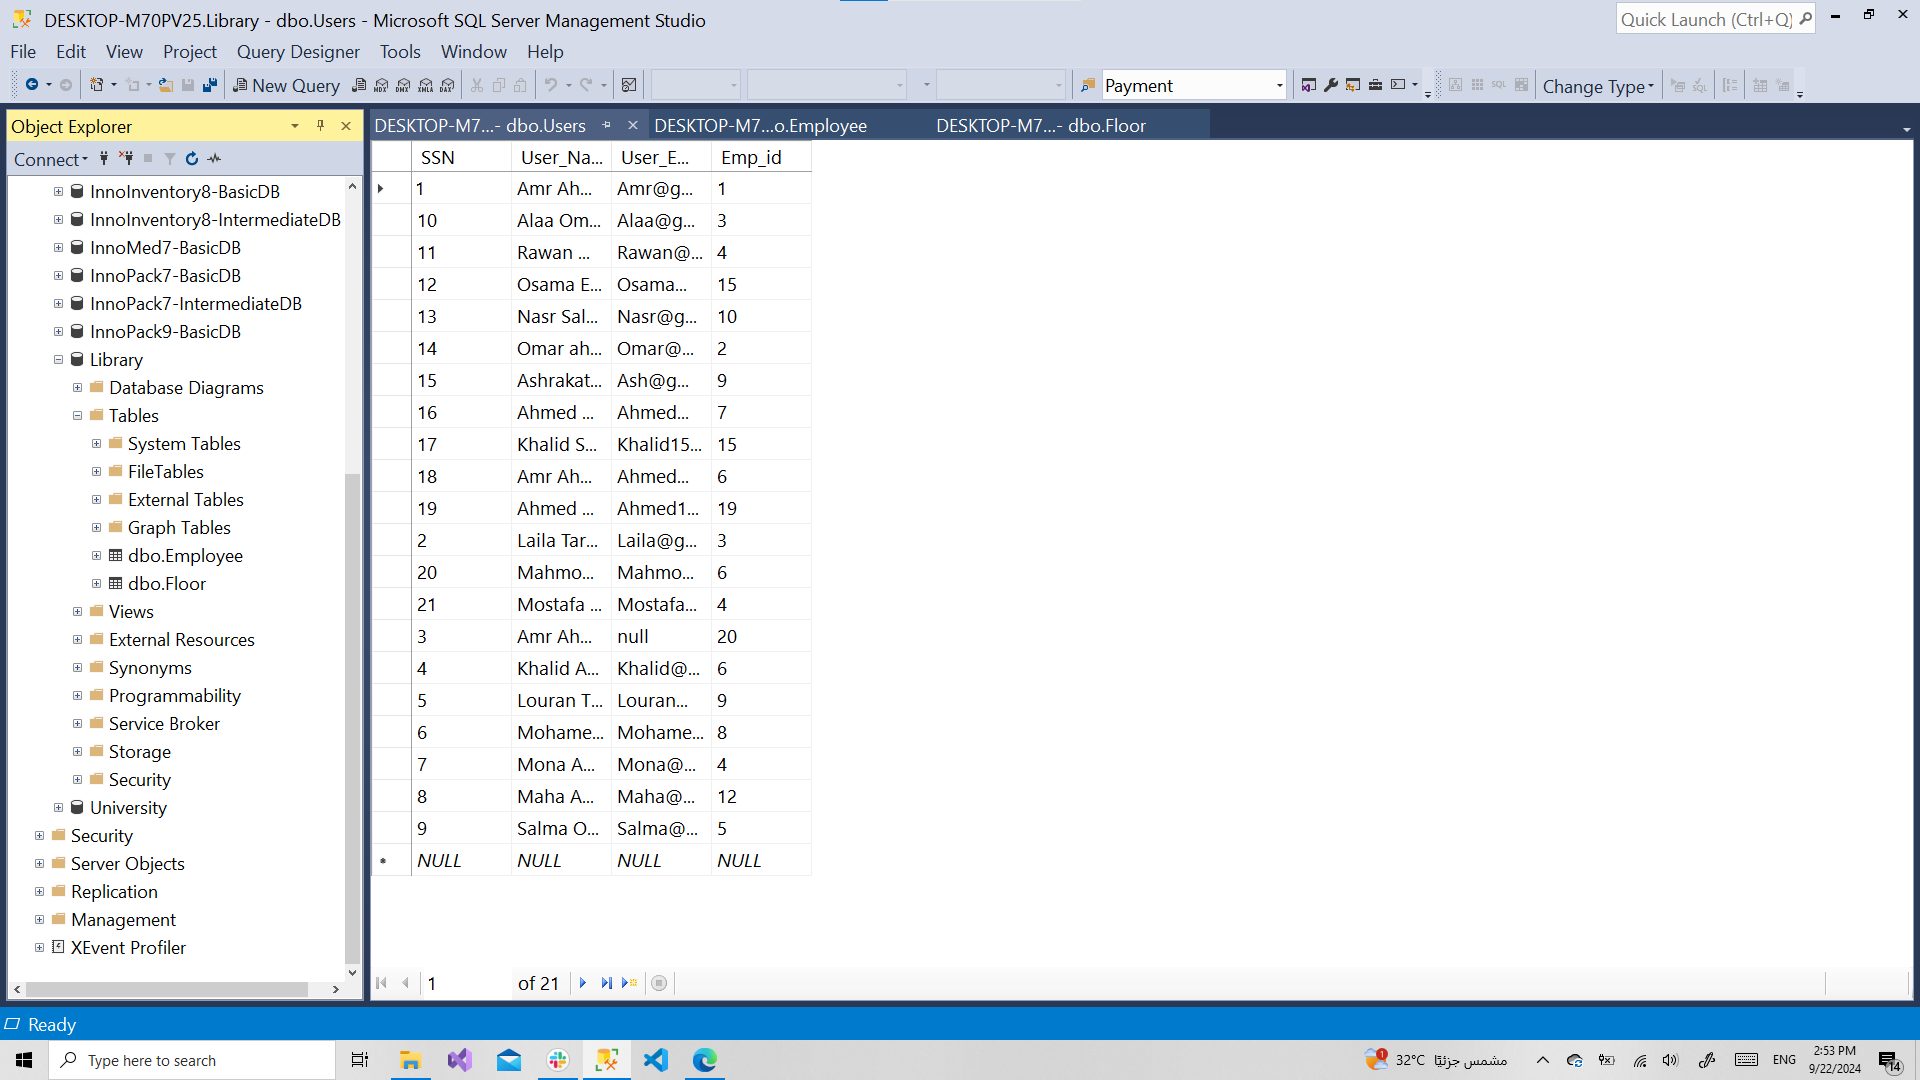 DESKTOP-M70PV25.Library - dbo.Users - Microsoft SQL Server Management Studio
Quick Launch (Ctrl+Q)
File Edit View Project Query Designer Tools Window Help
New Query
Payment
Change Type
Object Explorer
Connect
InnoInventory8-BasicDB
InnoInventory8-IntermediateDB
InnoMed7-BasicDB
InnoPack7-BasicDB
InnoPack7-IntermediateDB
InnoPack9-BasicDB
Library
Database Diagrams
Tables
System Tables
FileTables
External Tables
Graph Tables
dbo.Employee
dbo.Floor
Views
External Resources
Synonyms
Programmability
Service Broker
Storage
Security
University
Security
Server Objects
Replication
Management
XEvent Profiler
DESKTOP-M7...- dbo.Users DESKTOP-M7...o.Employee DESKTOP-M7...- dbo.Floor
SSN User_Na... User_E... Emp_id
1 Amr Ah... Amr@g... 1
10 Alaa Om... Alaa@g... 3
11 Rawan ... Rawan@... 4
12 Osama E... Osama... 15
13 Nasr Sal... Nasr@g... 10
14 Omar ah... Omar@... 2
15 Ashrakat... Ash@g... 9
16 Ahmed ... Ahmed... 7
17 Khalid S... Khalid15... 15
18 Amr Ah... Ahmed... 6
19 Ahmed ... Ahmed1... 19
2 Laila Tar... Laila@g... 3
20 Mahmo... Mahmo... 6
21 Mostafa ... Mostafa... 4
3 Amr Ah... null 20
4 Khalid A... Khalid@... 6
5 Louran T... Louran... 9
6 Mohame... Mohame... 8
7 Mona A... Mona@... 4
8 Maha A... Maha@... 12
9 Salma O... Salma@... 5
NULL NULL NULL NULL
1 of 21
Ready
Type here to search
1 32°C مشمس جزئيًا ENG 2:53 PM
9/22/2024 14